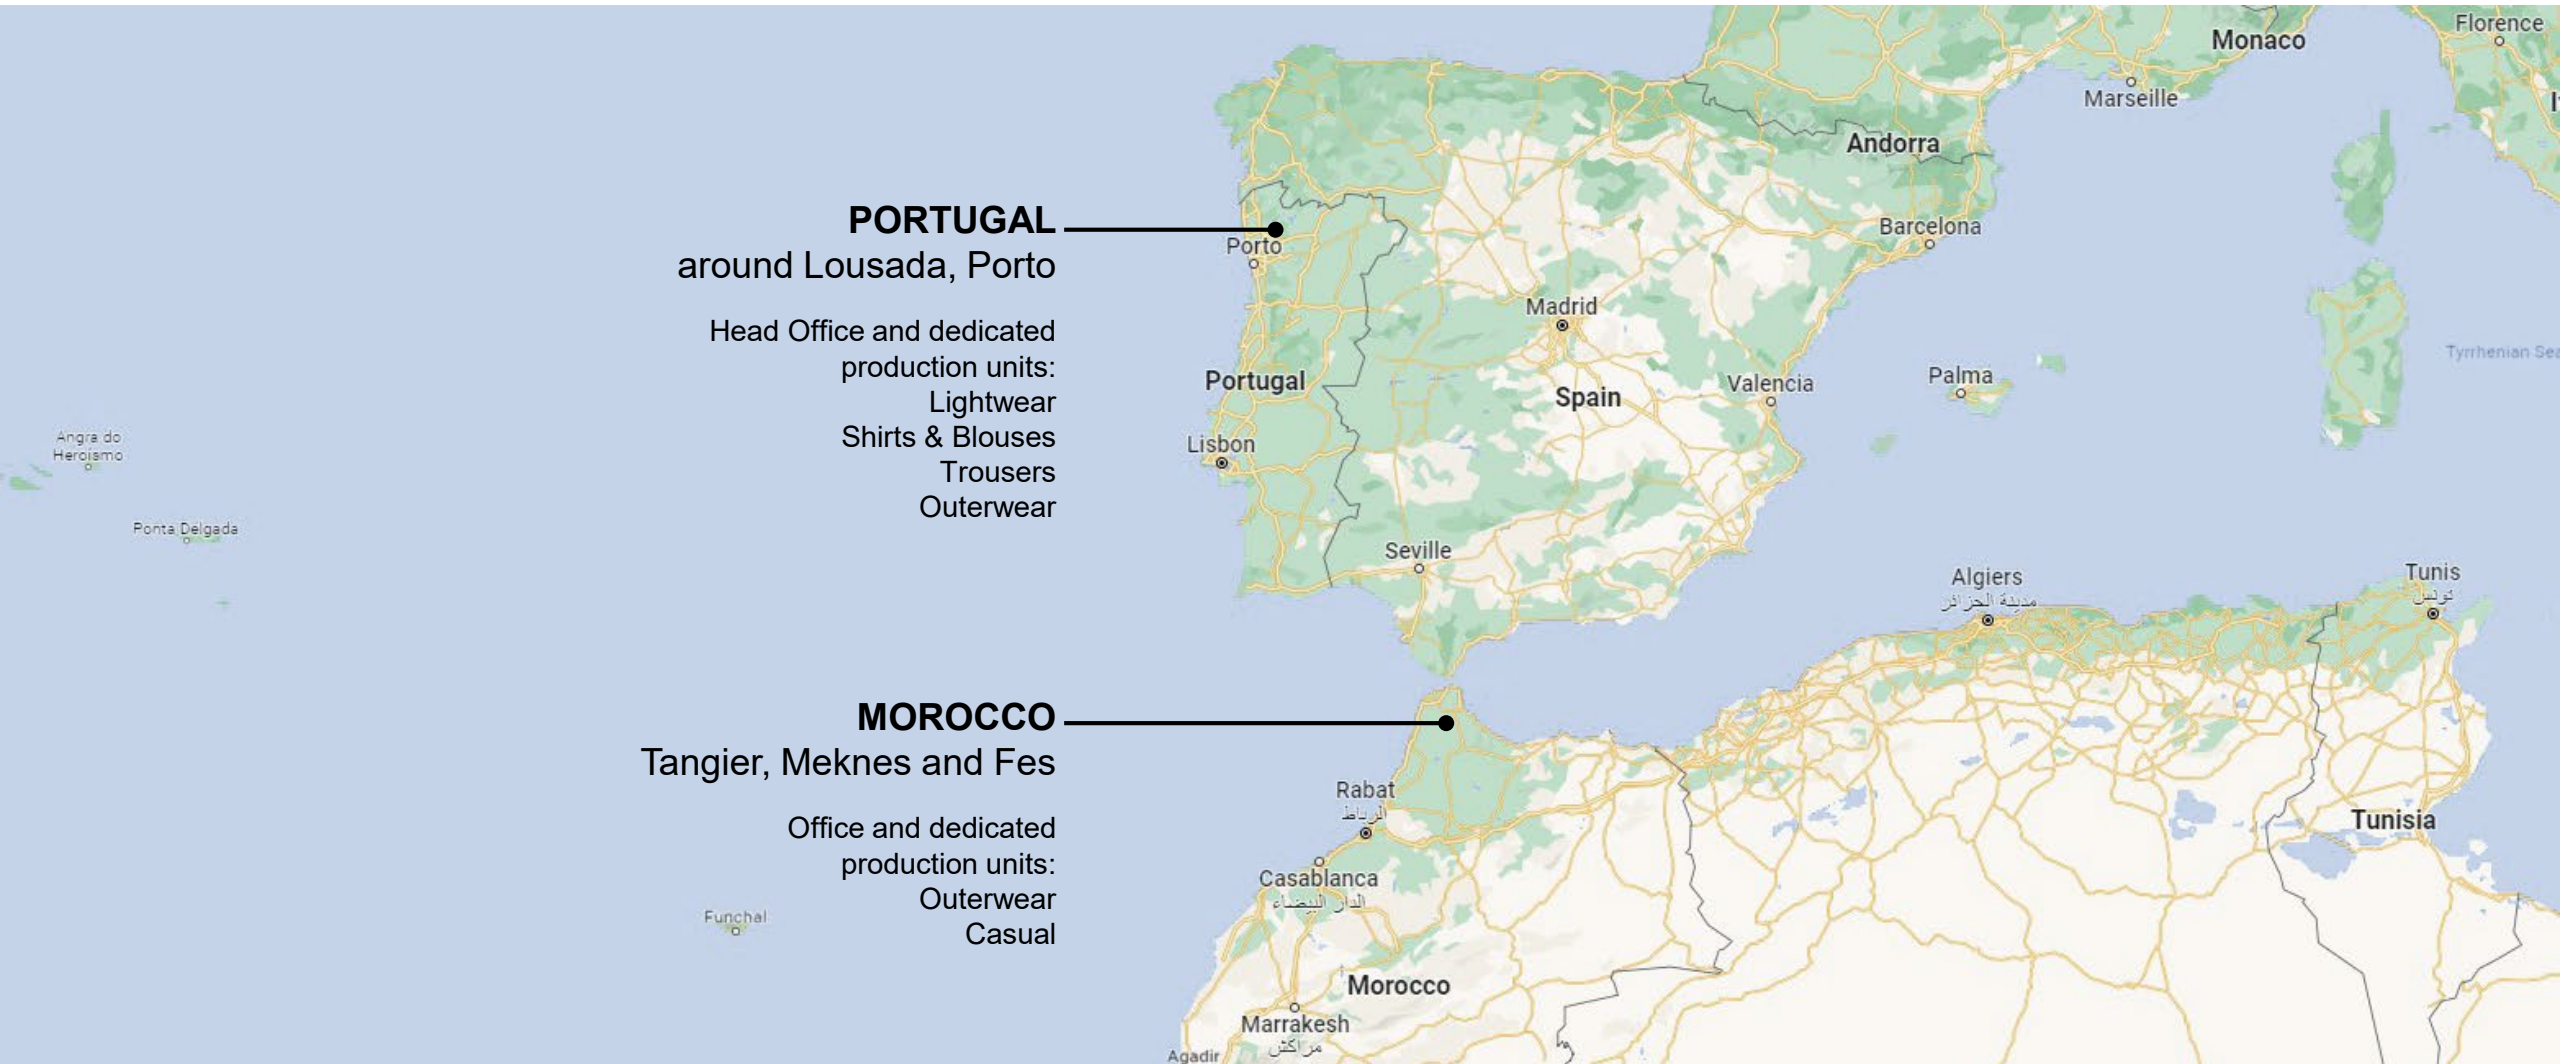 PORTUGAL
around Lousada, Porto
Head Office and dedicated
production units:
Lightwear
Shirts & Blouses
Trousers
Outerwear
MOROCCO
Tangier, Meknes and Fes
Office and dedicated
production units:
Outerwear
Casual
Florence
Monaco
Marseille
Andorra
Barcelona
Porto
Madrid
Tyrrhenian Sea
Portugal
Spain
Valencia
Palma
Lisbon
Angra do
Heroísmo
Ponta Delgada
Seville
Algiers
مدينة الجزائر
Tunis
تونس
Rabat
الرباط
Tunisia
Casablanca
الدار البيضاء
Funchal
Morocco
Marrakesh
مراكش
Agadir